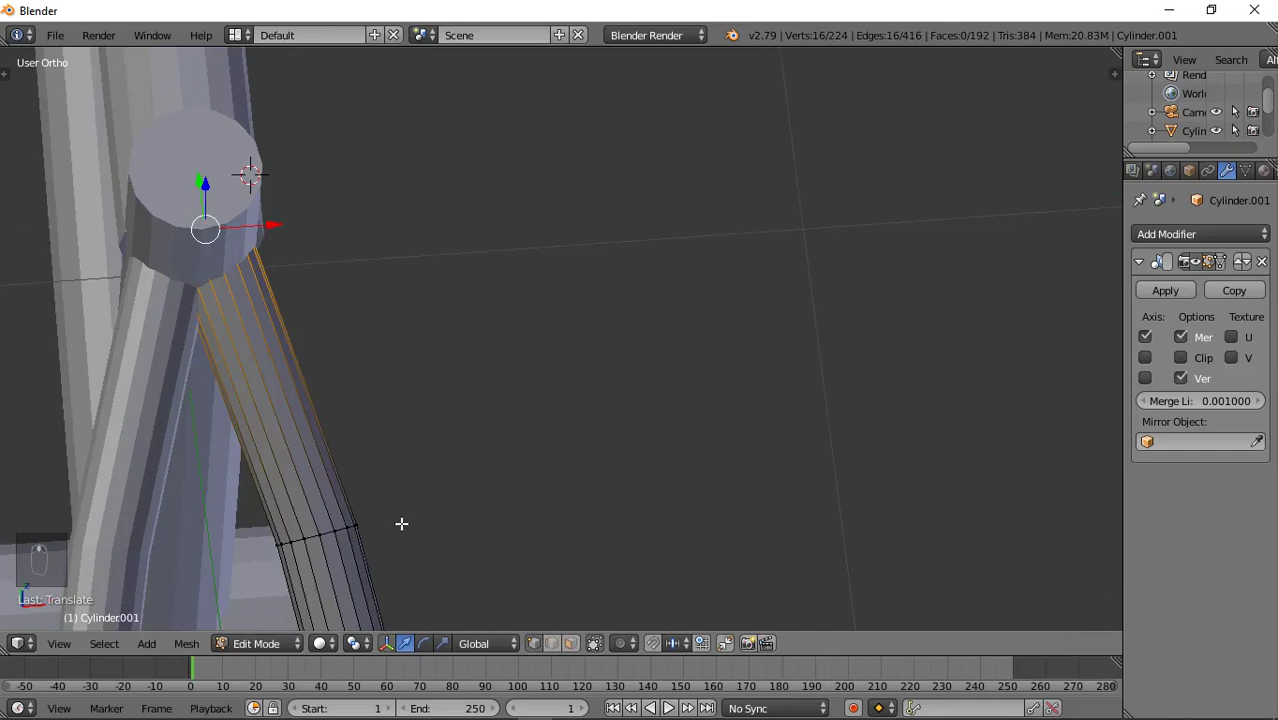 Blender
File Render Window Help Default Scene Blender Render v2.79 | Verts:16/224 | Edges:16/416 | Faces:0/192 | Tris:384 | Mem:20.83M | Cylinder.001
User Ortho
View Search Al
Rend
Worl
Came
Cylin
Cylinder.001
Add Modifier
Apply Copy
Axis: Options Texture
Mer U
Clip V
Ver
Merge Li: 0.001000
Mirror Object:
Last: Translate
(1) Cylinder.001
View Select Add Mesh Edit Mode Global
-50 -40 -30 -20 -10 0 10 20 30 40 50 60 70 80 90 100 110 120 130 140 150 160 170 180 190 200 210 220 230 240 250 260 270 280
View Marker Frame Playback Start: 1 End: 250 1 No Sync